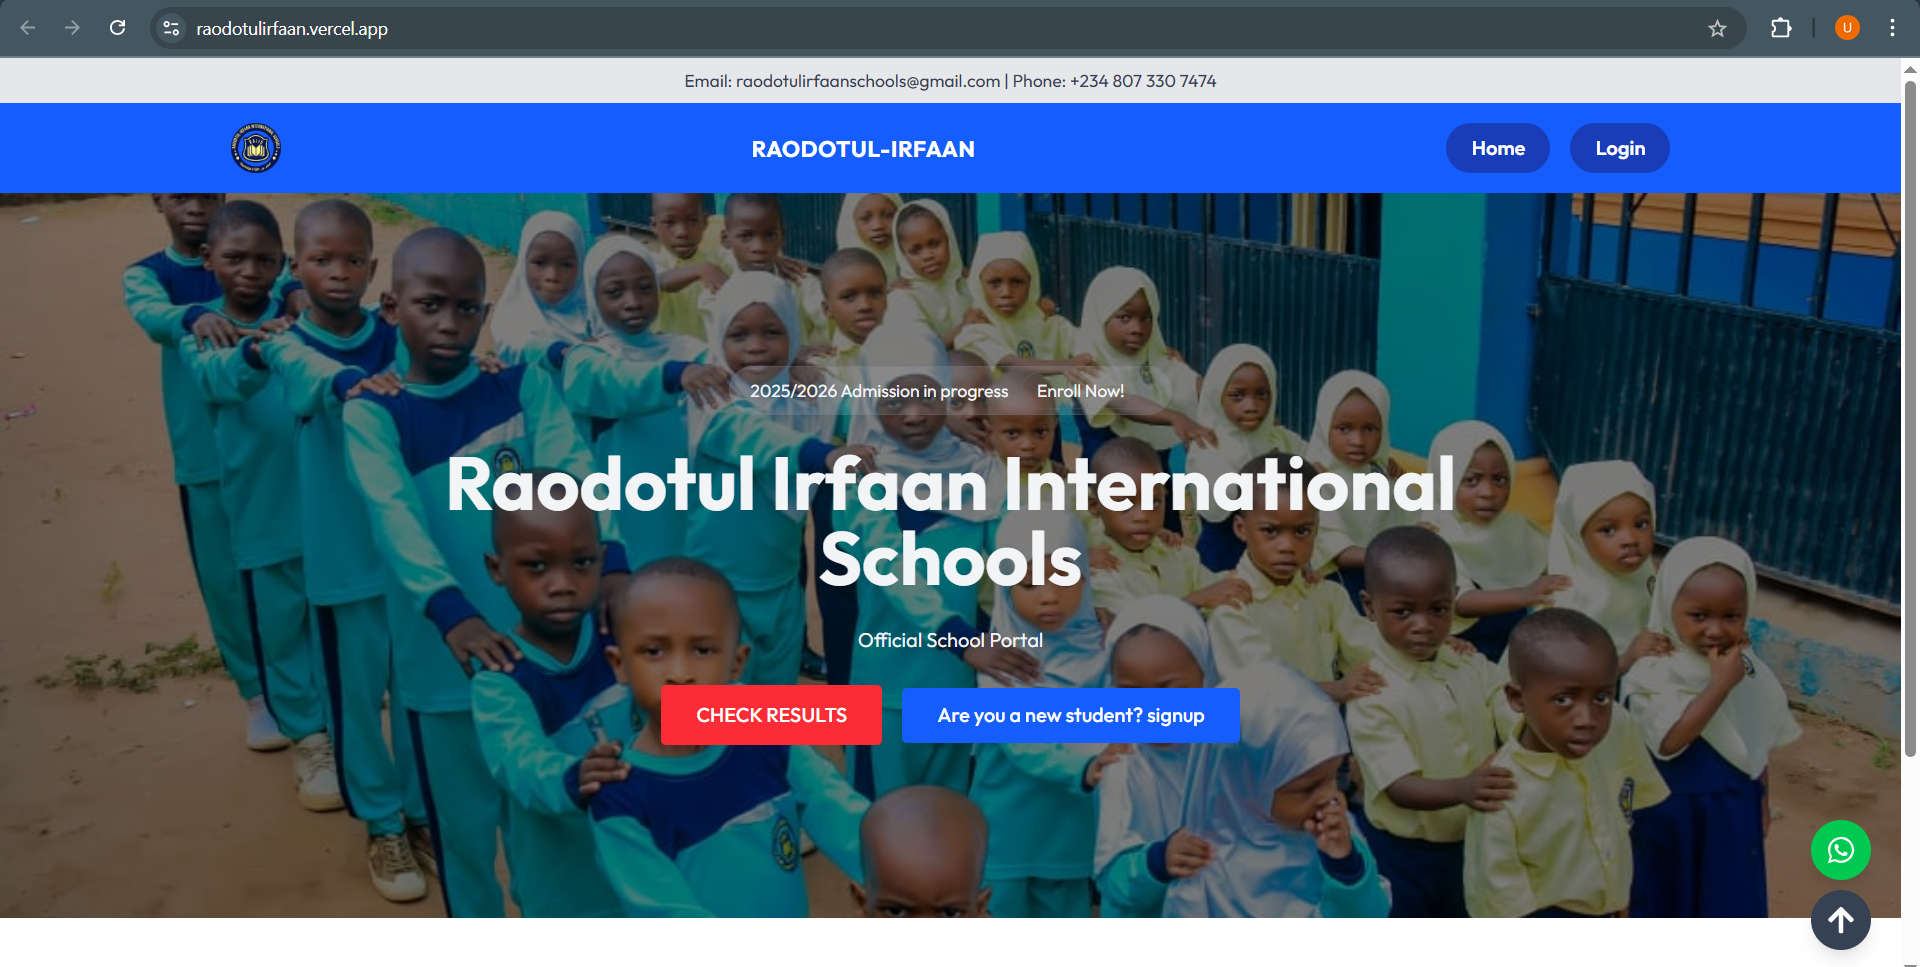 raodotulirfaan.vercel.app
U
Email: raodotulirfaanschools@gmail.com | Phone: +234 807 330 7474
RAODOTUL-IRFAAN
Home
Login
2025/2026 Admission in progress
Enroll Now!
Raodotul Irfaan International
Schools
Official School Portal
CHECK RESULTS
Are you a new student? signup